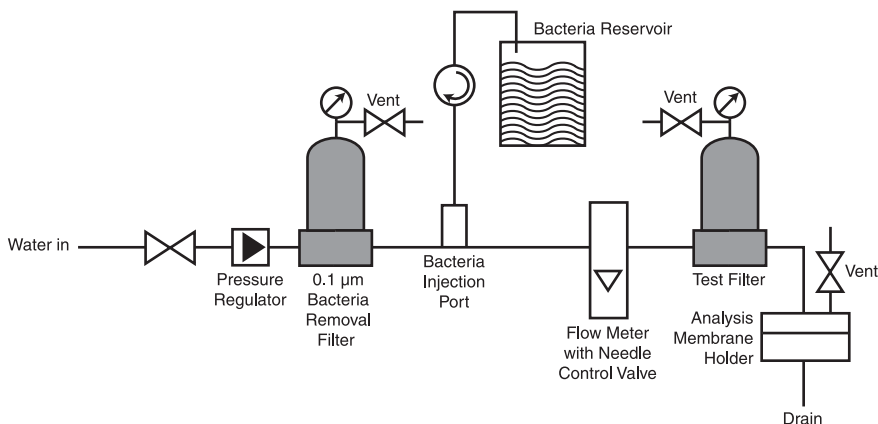 Bacteria Reservoir
Vent
Vent
Water in
Pressure
Regulator
0.1 µm
Bacteria
Removal
Filter
Bacteria
Injection
Port
Flow Meter
with Needle
Control Valve
Test Filter
Vent
Analysis
Membrane
Holder
Drain